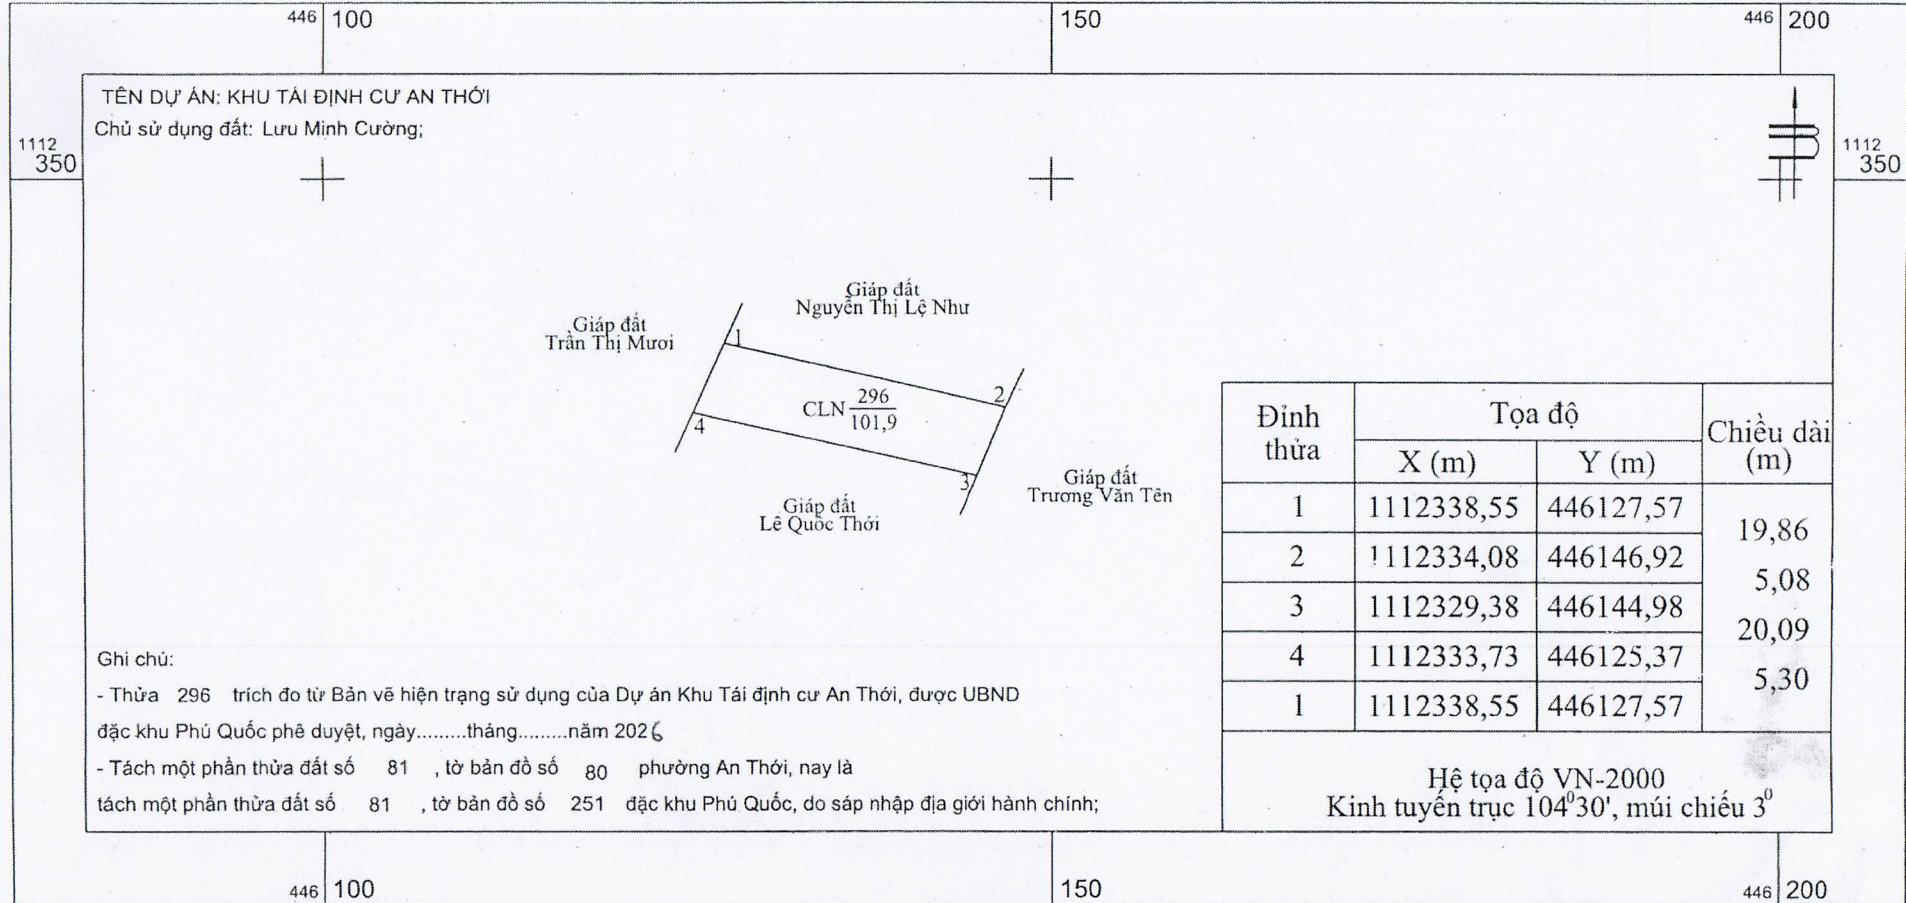 446 100 150 446 200
TÊN DỰ ÁN: KHU TÁI ĐỊNH CƯ AN THỚI
Chủ sử dụng đất: Lưu Minh Cường;
1112 350
1112 350
Giáp đất
Nguyễn Thị Lệ Như
Giáp đất
Trần Thị Mươi
1
2
CLN 296
101,9
4
3
Giáp đất
Trương Văn Tên
Giáp đất
Lê Quốc Thới
Đỉnh thửa Tọa độ Chiều dài (m)
X (m) Y (m)
1 1112338,55 446127,57
19,86
2 1112334,08 446146,92
5,08
3 1112329,38 446144,98
20,09
4 1112333,73 446125,37
5,30
1 1112338,55 446127,57
Hệ tọa độ VN-2000
Kinh tuyến trục 104⁰30', múi chiếu 3⁰
Ghi chú:
- Thửa 296 trích đo từ Bản vẽ hiện trạng sử dụng của Dự án Khu Tái định cư An Thới, được UBND
đặc khu Phú Quốc phê duyệt, ngày.........tháng.........năm 2026
- Tách một phần thửa đất số 81 , tờ bản đồ số 80 phường An Thới, nay là
tách một phần thửa đất số 81 , tờ bản đồ số 251 đặc khu Phú Quốc, do sáp nhập địa giới hành chính;
446 100 150 446 200